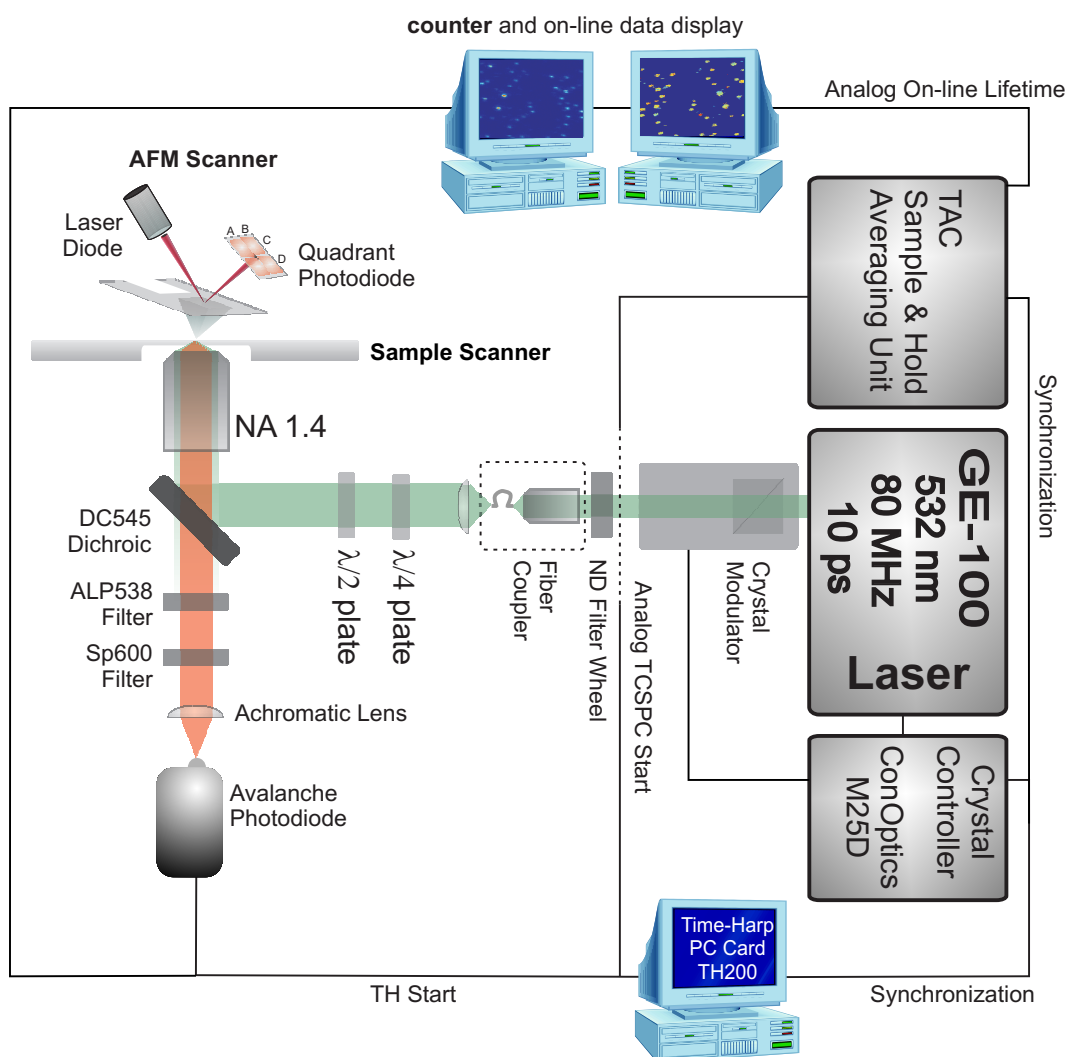 counter and on-line data display
Analog On-line Lifetime
AFM Scanner
Laser
Diode
A
B
C
D
Quadrant
Photodiode
TAC
Sample & Hold
Averaging Unit
Sample Scanner
NA 1.4
Synchronization
GE-100
532 nm
80 MHz
10 ps
Laser
DC545
Dichroic
λ/2 plate
λ/4 plate
Fiber
Coupler
ND Filter Wheel
Analog TCSPC Start
Crystal
Modulator
ALP538
Filter
Sp600
Filter
Achromatic Lens
Avalanche
Photodiode
Crystal
Controller
ConOptics
M25D
Time-Harp
PC Card
TH200
TH Start
Synchronization